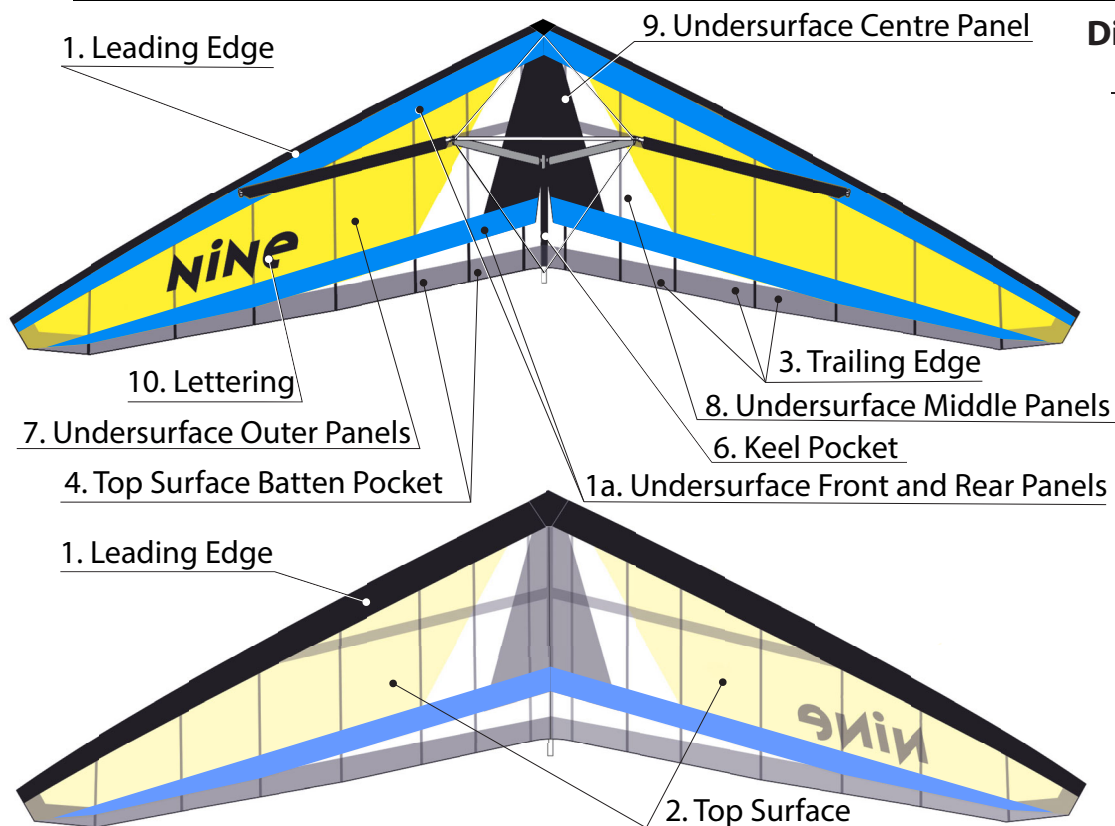 9. Undersurface Centre Panel
Di
1. Leading Edge
NiNe
10. Lettering
3. Trailing Edge
7. Undersurface Outer Panels
8. Undersurface Middle Panels
6. Keel Pocket
4. Top Surface Batten Pocket
1a. Undersurface Front and Rear Panels
1. Leading Edge
NiNe
2. Top Surface